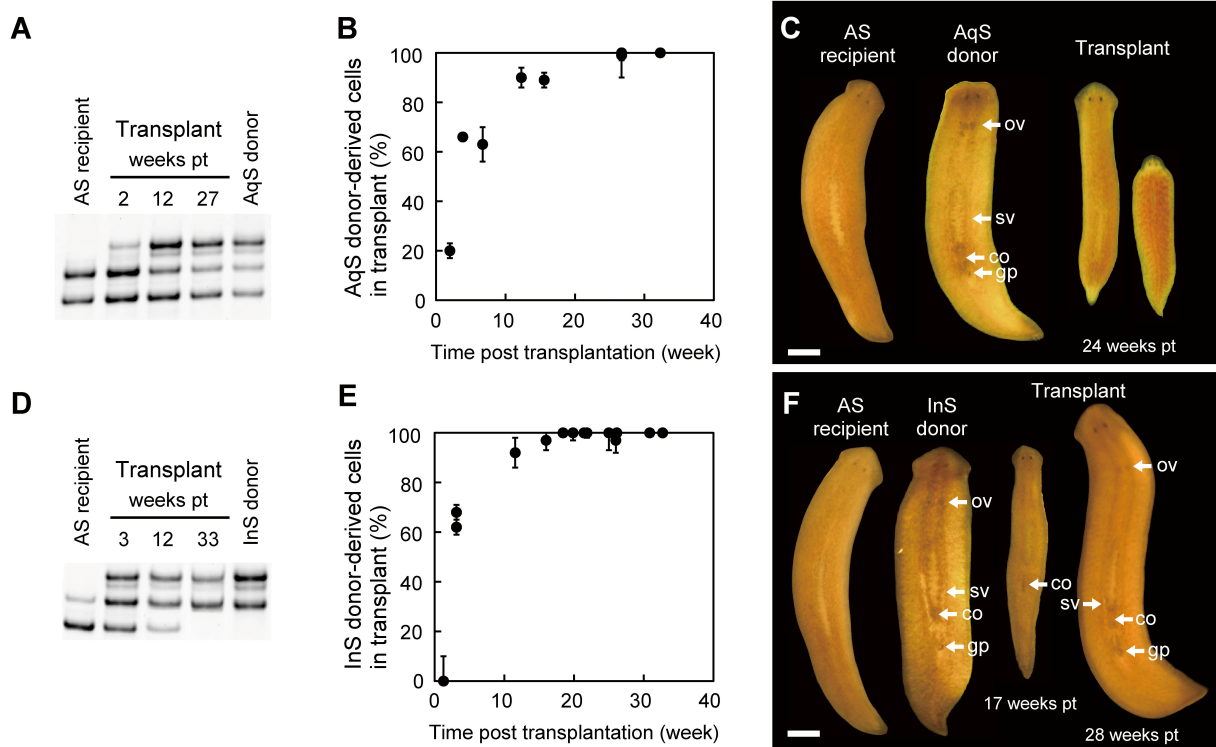 A
AS recipient
Transplant
weeks pt
2 12 27
AqS donor
B
AqS donor-derived cells
in transplant (%)
100
80
60
40
20
0
0 10 20 30 40
Time post transplantation (week)
C
AS
recipient
AqS
donor
Transplant
ov
sv
co
gp
24 weeks pt
D
AS recipient
Transplant
weeks pt
3 12 33
InS donor
E
InS donor-derived cells
in transplant (%)
100
80
60
40
20
0
0 10 20 30 40
Time post transplantation (week)
F
AS
recipient
InS
donor
Transplant
ov
sv
co
gp
co
17 weeks pt
ov
sv
co
gp
28 weeks pt